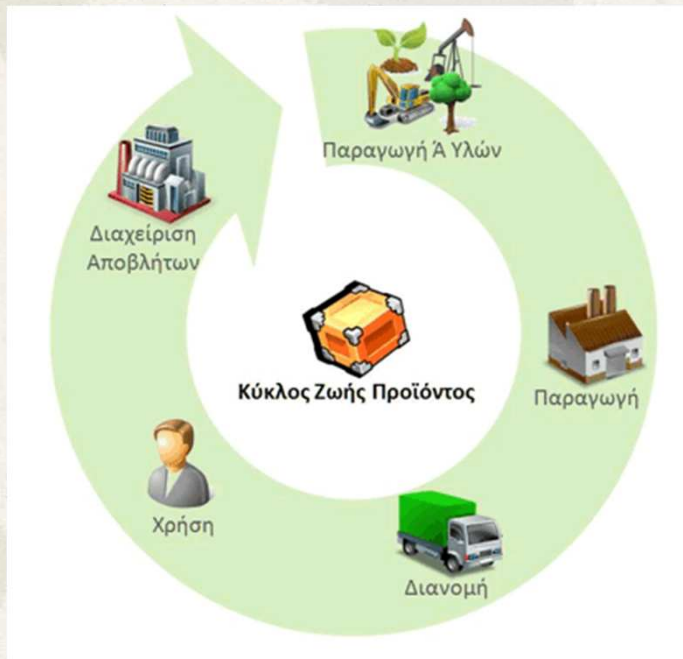 Παραγωγή Ά Υλών
Παραγωγή
Διανομή
Χρήση
Διαχείριση
Αποβλήτων
Κύκλος Ζωής Προϊόντος